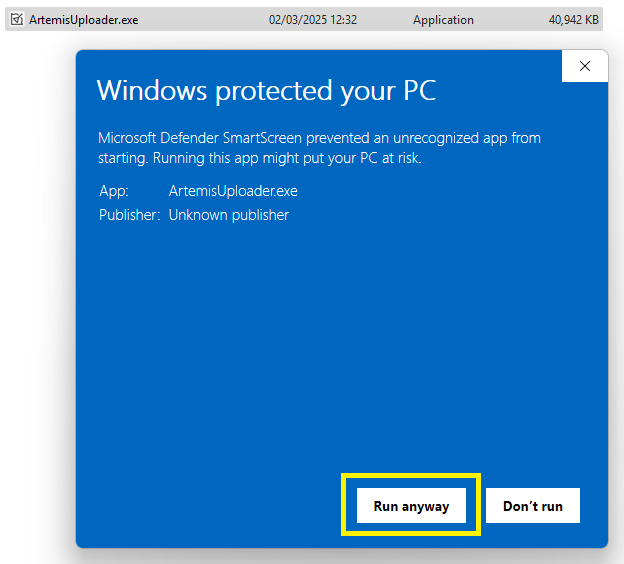 ArtemisUploader.exe 02/03/2025 12:32 Application 40,942 KB
Windows protected your PC
Microsoft Defender SmartScreen prevented an unrecognized app from
starting. Running this app might put your PC at risk.
App: ArtemisUploader.exe
Publisher: Unknown publisher
Run anyway Don’t run